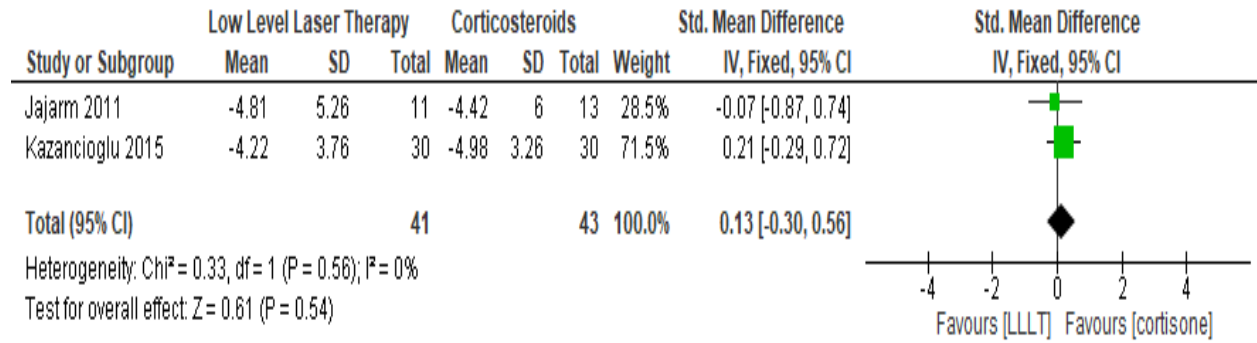 Low Level Laser Therapy Corticosteroids Std. Mean Difference Std. Mean Difference
Study or Subgroup Mean SD Total Mean SD Total Weight IV, Fixed, 95% CI IV, Fixed, 95% CI
Jajarm 2011 -4.81 5.26 11 -4.42 6 13 28.5% -0.07 [-0.87, 0.74]
Kazancioglu 2015 -4.22 3.76 30 -4.98 3.26 30 71.5% 0.21 [-0.29, 0.72]
Total (95% CI) 41 43 100.0% 0.13 [-0.30, 0.56]
Heterogeneity: Chi² = 0.33, df = 1 (P = 0.56); I² = 0%
Test for overall effect: Z = 0.61 (P = 0.54)
-4 -2 0 2 4
Favours [LLLT] Favours [cortisone]